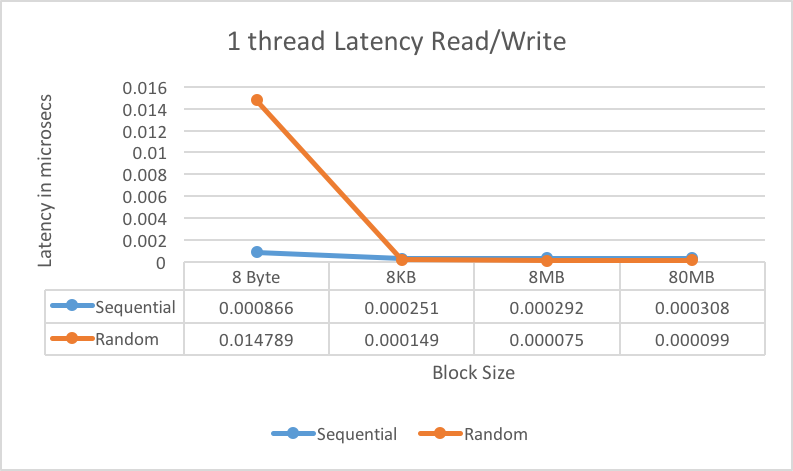 1 thread Latency Read/Write
Latency in microsecs
0.016
0.014
0.012
0.01
0.008
0.006
0.004
0.002
0
8 Byte 8KB 8MB 80MB
Sequential 0.000866 0.000251 0.000292 0.000308
Random 0.014789 0.000149 0.000075 0.000099
Block Size
Sequential Random